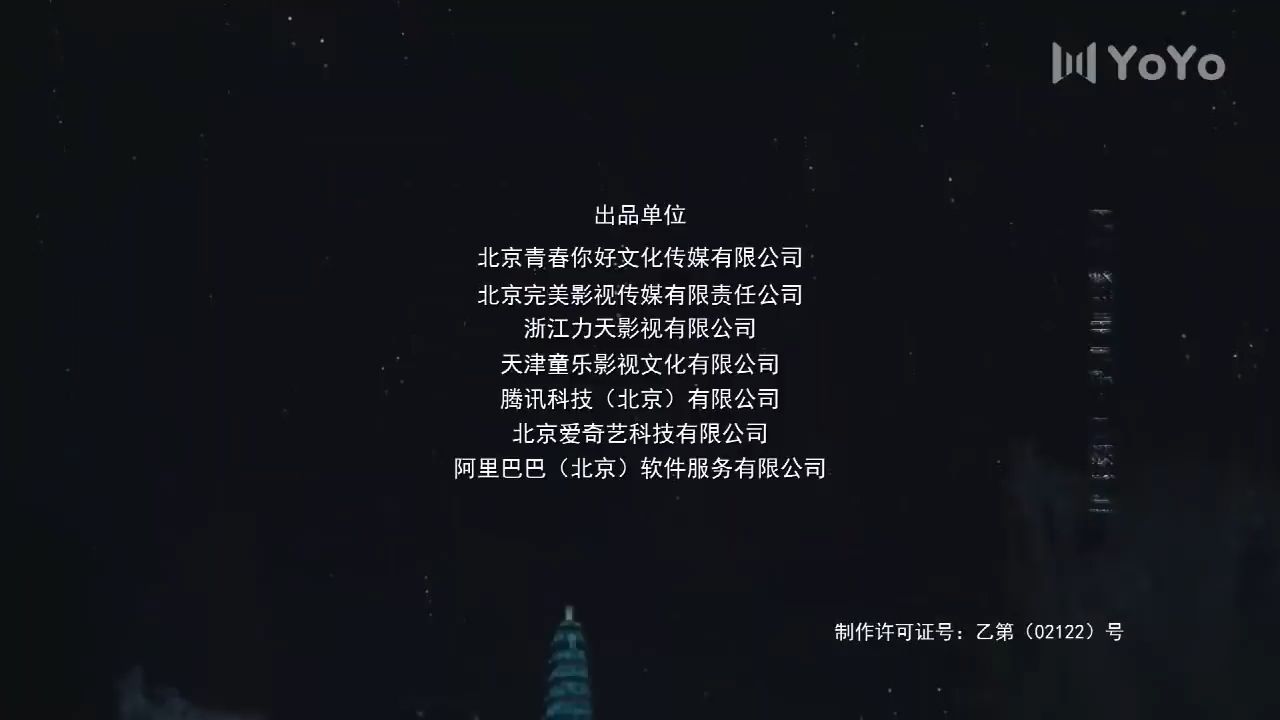 YoYo
出品单位
北京青春你好文化传媒有限公司
北京完美影视传媒有限责任公司
浙江力天影视有限公司
天津童乐影视文化有限公司
腾讯科技（北京）有限公司
北京爱奇艺科技有限公司
阿里巴巴（北京）软件服务有限公司
制作许可证号：乙第（02122）号